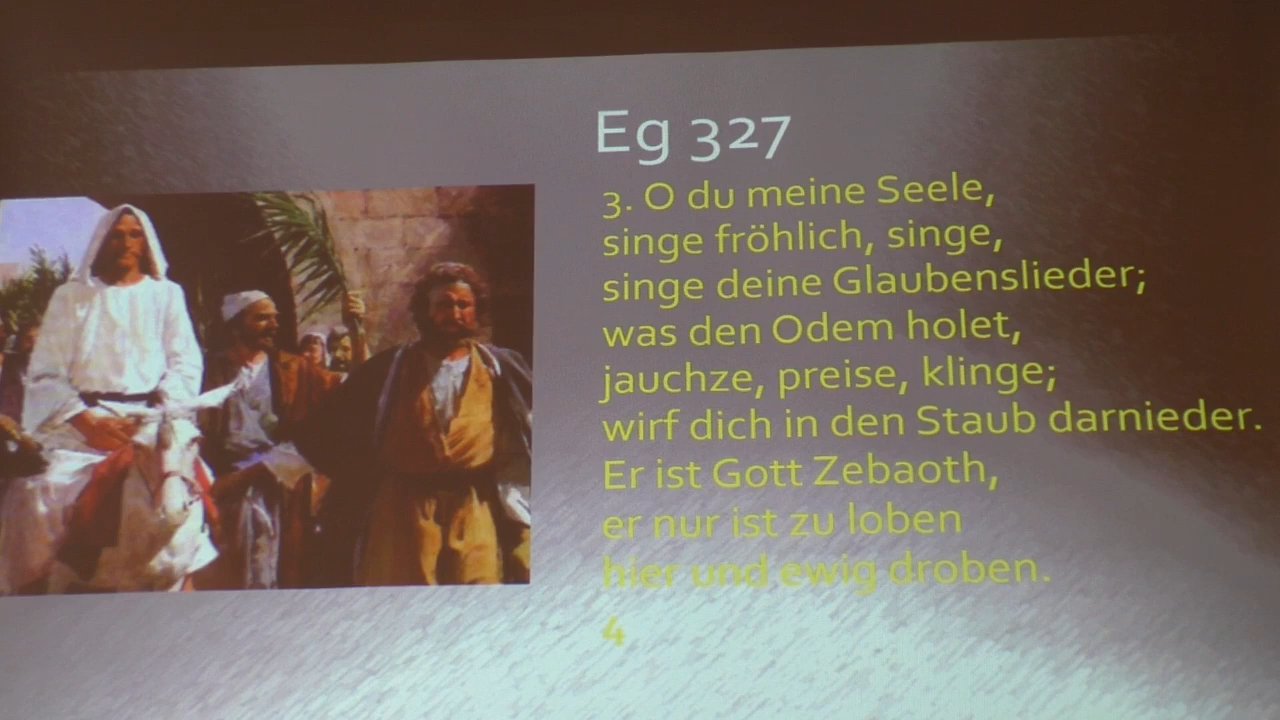 Eg 327
3. O du meine Seele,
singe fröhlich, singe,
singe deine Glaubenslieder;
was den Odem holet,
jauchze, preise, klinge;
wirf dich in den Staub darnieder.
Er ist Gott Zebaoth,
er nur ist zu loben
hier und ewig droben.
4